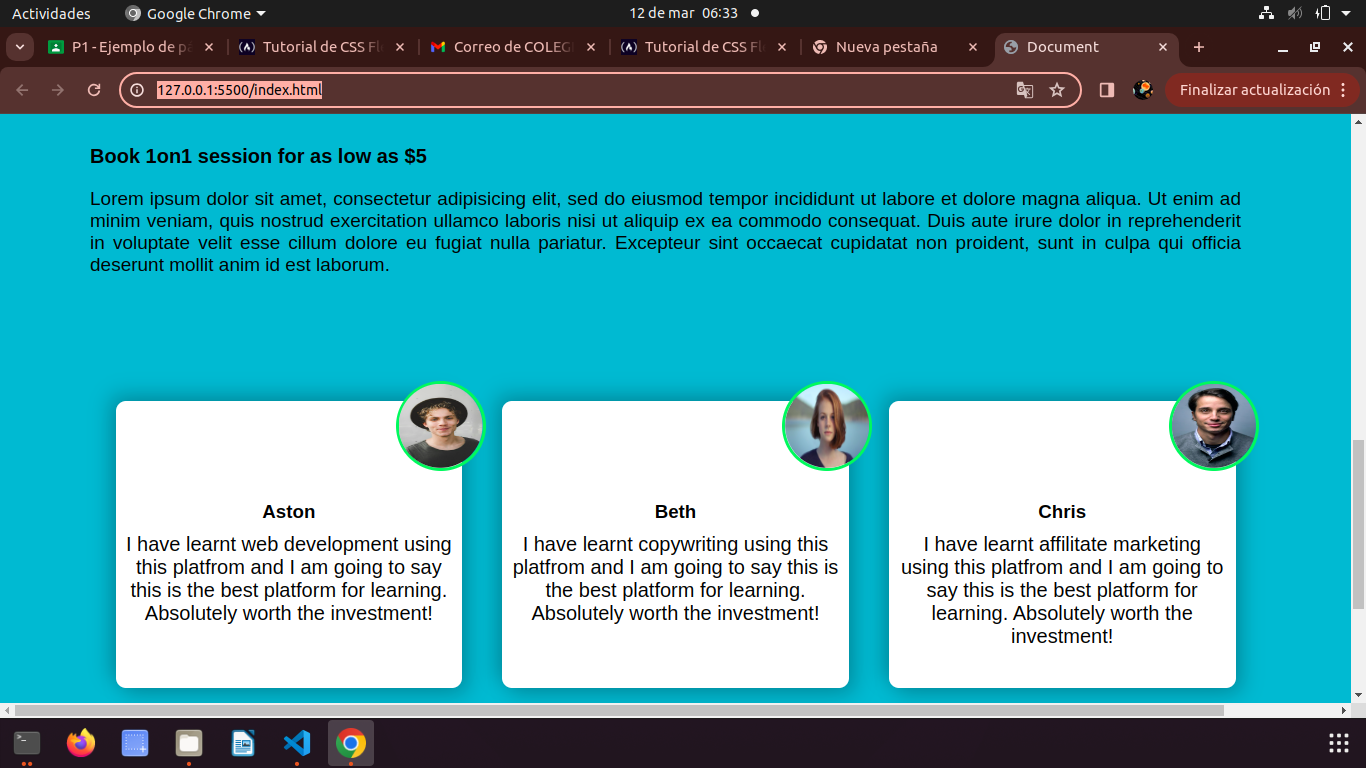 Actividades Google Chrome 12 de mar 06:33
P1 - Ejemplo de pá Tutorial de CSS Fle Correo de COLEGI Tutorial de CSS Fle Nueva pestaña Document
127.0.0.1:5500/index.html Finalizar actualización
Book 1on1 session for as low as $5
Lorem ipsum dolor sit amet, consectetur adipisicing elit, sed do eiusmod tempor incididunt ut labore et dolore magna aliqua. Ut enim ad
minim veniam, quis nostrud exercitation ullamco laboris nisi ut aliquip ex ea commodo consequat. Duis aute irure dolor in reprehenderit
in voluptate velit esse cillum dolore eu fugiat nulla pariatur. Excepteur sint occaecat cupidatat non proident, sunt in culpa qui officia
deserunt mollit anim id est laborum.
Aston
I have learnt web development using
this platfrom and I am going to say
this is the best platform for learning.
Absolutely worth the investment!
Beth
I have learnt copywriting using this
platfrom and I am going to say this is
the best platform for learning.
Absolutely worth the investment!
Chris
I have learnt affilitate marketing
using this platfrom and I am going to
say this is the best platform for
learning. Absolutely worth the
investment!